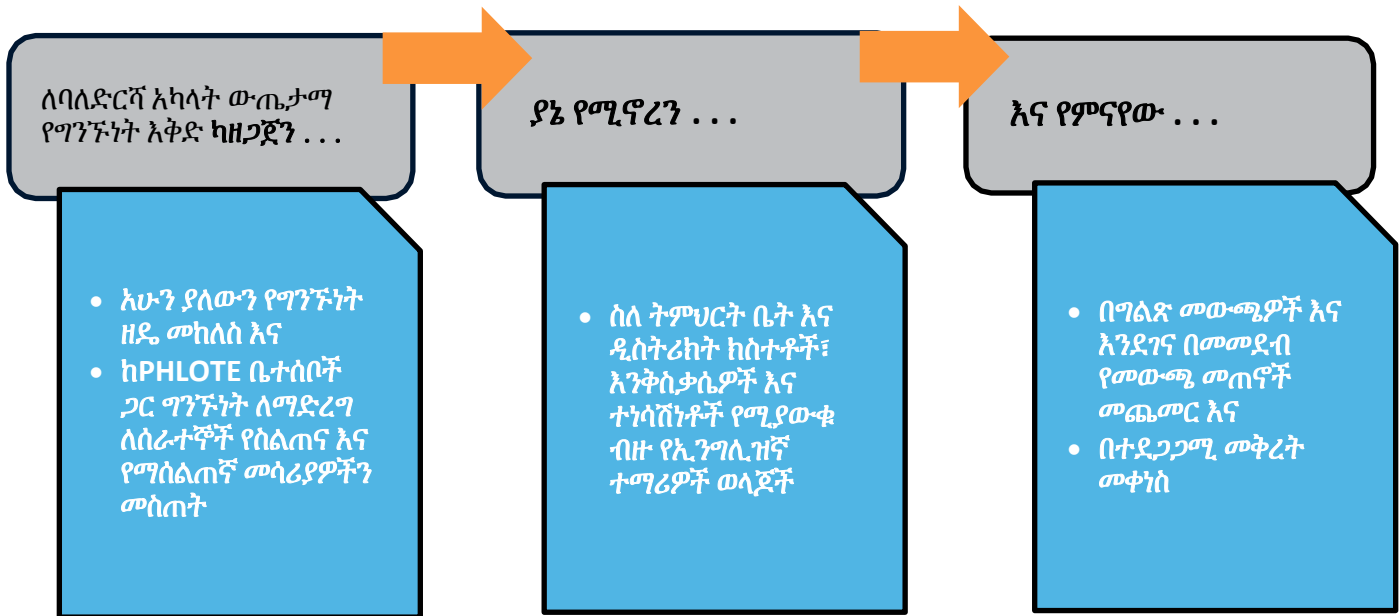 ለባለድርሻ አካላት ውጤታማ
የግንኙነት እቅድ ካዘጋጀን . . .
• አሁን ያለውን የግንኙነት
ዘዴ መከለስ እና
• ከPHLOTE ቤተሰቦች
ጋር ግንኙነት ለማድረግ
ለሰራተኞች የስልጠና እና
የማሰልጠኛ መሳሪያዎችን
መስጠት
ያኔ የሚኖረን . . .
• ስለ ትምህርት ቤት እና
ዲስትሪክት ክስተቶች፣
እንቅስቃሴዎች እና
ተነሳሽነቶች የሚያውቁ
ብዙ የኢንግሊዝኛ
ተማሪዎች ወላጆች
እና የምናየው . . .
• በግልጽ መውጫዎች እና
እንደገና በመመደብ
የመውጫ መጠኖች
መጨመር እና
• በተደጋጋሚ መቅረት
መቀነስ